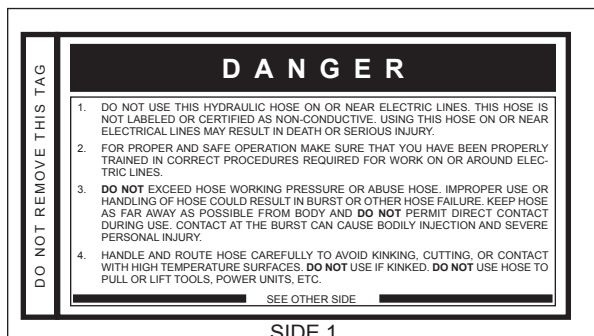 DO NOT REMOVE THIS TAG
DANGER
1. DO NOT USE THIS HYDRAULIC HOSE ON OR NEAR ELECTRIC LINES. THIS HOSE IS
NOT LABELED OR CERTIFIED AS NON-CONDUCTIVE. USING THIS HOSE ON OR NEAR
ELECTRICAL LINES MAY RESULT IN DEATH OR SERIOUS INJURY.
2. FOR PROPER AND SAFE OPERATION MAKE SURE THAT YOU HAVE BEEN PROPERLY
TRAINED IN CORRECT PROCEDURES REQUIRED FOR WORK ON OR AROUND ELEC-
TRIC LINES.
3. DO NOT EXCEED HOSE WORKING PRESSURE OR ABUSE HOSE. IMPROPER USE OR
HANDLING OF HOSE COULD RESULT IN BURST OR OTHER HOSE FAILURE. KEEP HOSE
AS FAR AWAY AS POSSIBLE FROM BODY AND DO NOT PERMIT DIRECT CONTACT
DURING USE. CONTACT AT THE BURST CAN CAUSE BODILY INJECTION AND SEVERE
PERSONAL INJURY.
4. HANDLE AND ROUTE HOSE CAREFULLY TO AVOID KINKING, CUTTING, OR CONTACT
WITH HIGH TEMPERATURE SURFACES. DO NOT USE IF KINKED. DO NOT USE HOSE TO
PULL OR LIFT TOOLS, POWER UNITS, ETC.
SEE OTHER SIDE
SIDE 1